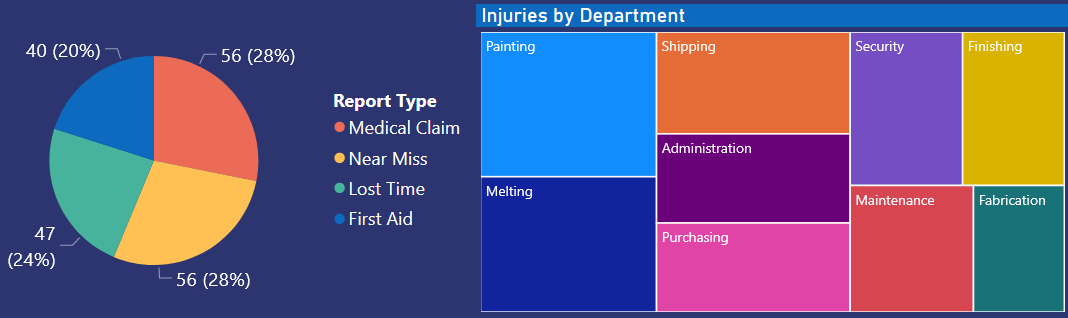 40 (20%)
56 (28%)
47
(24%)
56 (28%)
Report Type
Medical Claim
Near Miss
Lost Time
First Aid
Injuries by Department
Painting
Shipping
Security
Finishing
Administration
Melting
Maintenance
Fabrication
Purchasing